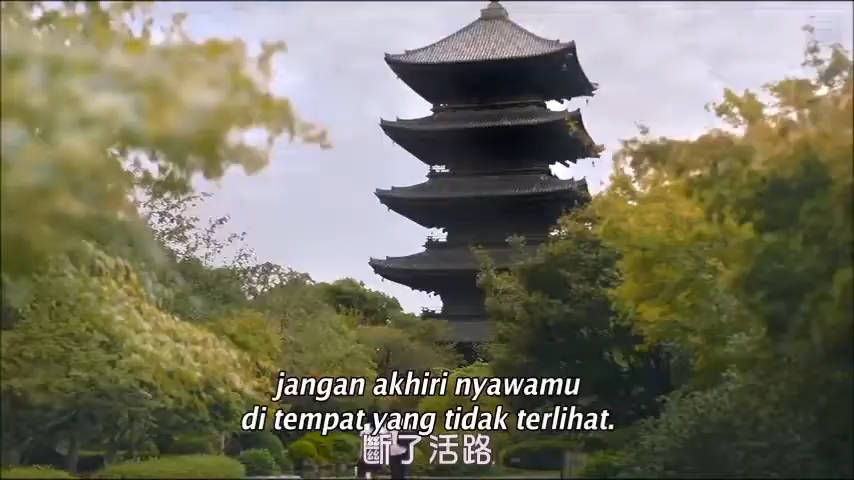 jangan akhiri nyawamu
di tempat yang tidak terlihat.
斷了活路